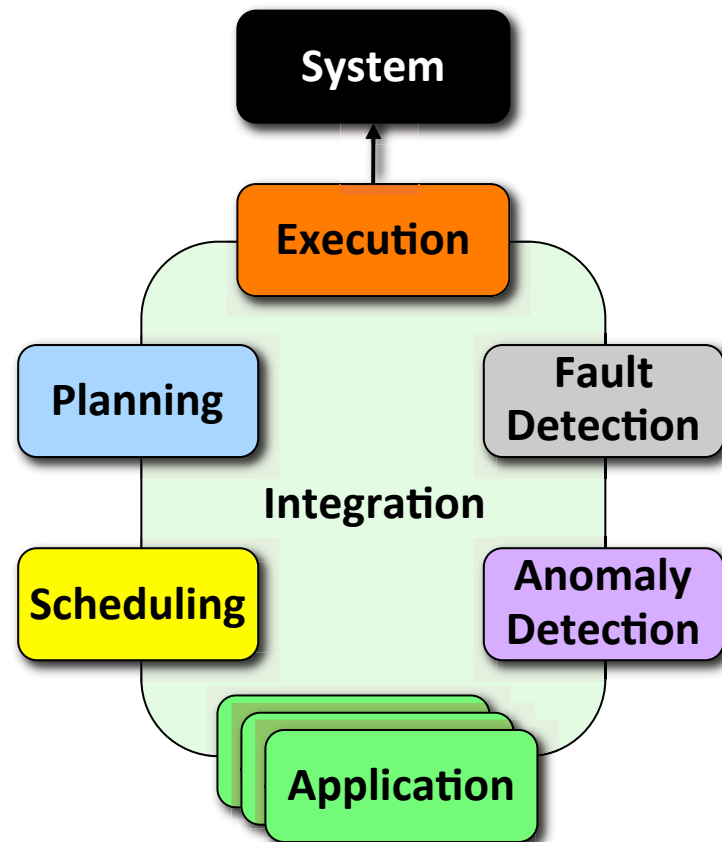 System
Execution
Planning
Fault
Detection
Integration
Scheduling
Anomaly
Detection
Application